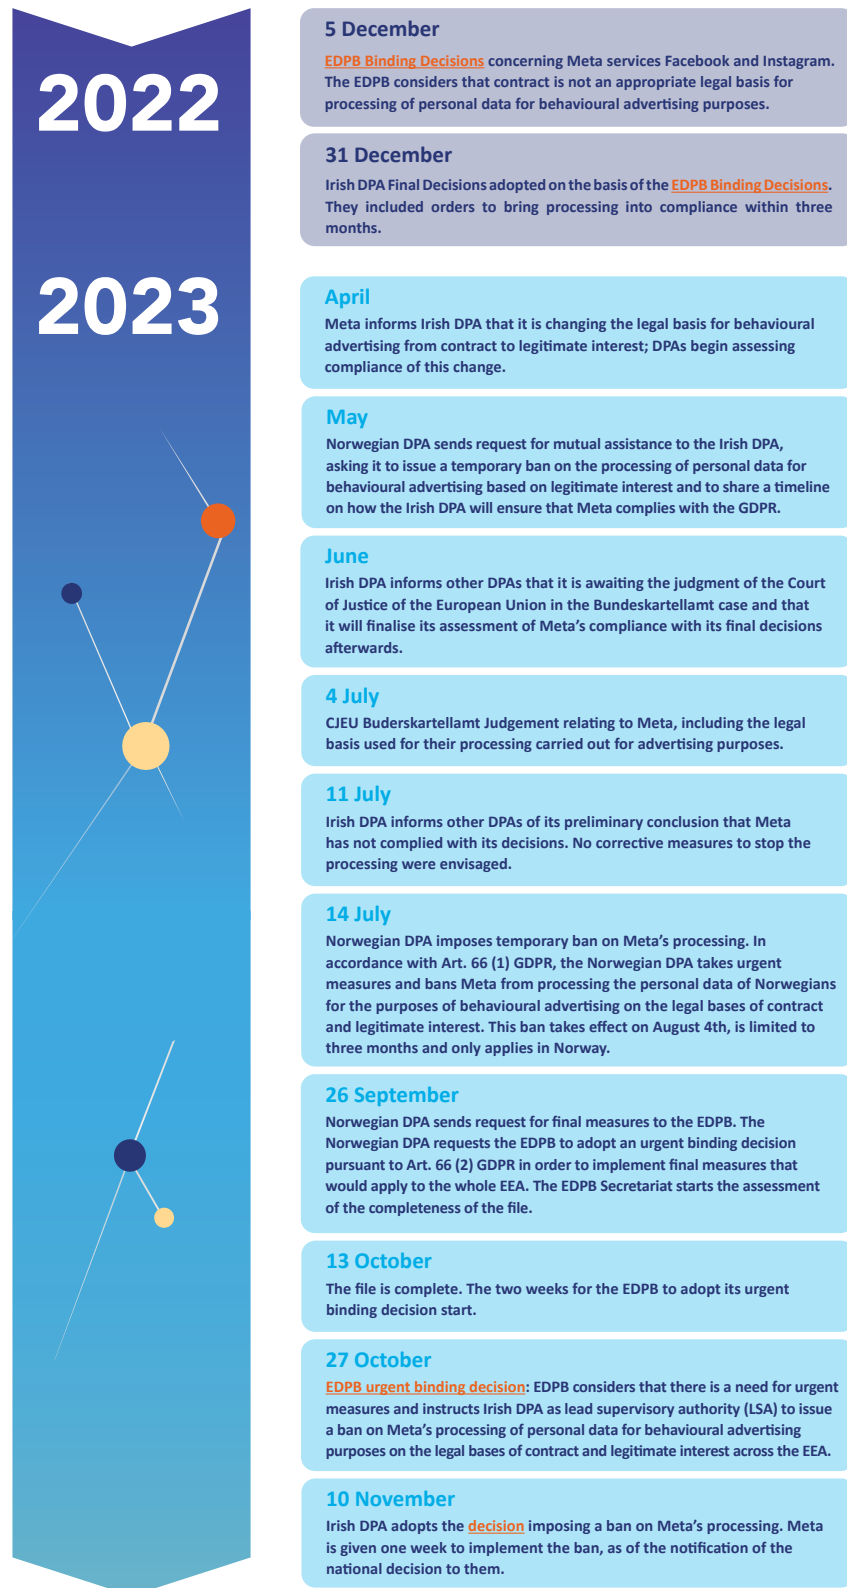 2022
5 December
EDPB Binding Decisions concerning Meta services Facebook and Instagram.
The EDPB considers that contract is not an appropriate legal basis for
processing of personal data for behavioural advertising purposes.
31 December
Irish DPA Final Decisions adopted on the basis of the EDPB Binding Decisions.
They included orders to bring processing into compliance within three
months.
2023
April
Meta informs Irish DPA that it is changing the legal basis for behavioural
advertising from contract to legitimate interest; DPAs begin assessing
compliance of this change.
May
Norwegian DPA sends request for mutual assistance to the Irish DPA,
asking it to issue a temporary ban on the processing of personal data for
behavioural advertising based on legitimate interest and to share a timeline
on how the Irish DPA will ensure that Meta complies with the GDPR.
June
Irish DPA informs other DPAs that it is awaiting the judgment of the Court
of Justice of the European Union in the Bundeskartellamt case and that
it will finalise its assessment of Meta's compliance with its final decisions
afterwards.
4 July
CJEU Buderskartellamt Judgement relating to Meta, including the legal
basis used for their processing carried out for advertising purposes.
11 July
Irish DPA informs other DPAs of its preliminary conclusion that Meta
has not complied with its decisions. No corrective measures to stop the
processing were envisaged.
14 July
Norwegian DPA imposes temporary ban on Meta's processing. In
accordance with Art. 66 (1) GDPR, the Norwegian DPA takes urgent
measures and bans Meta from processing the personal data of Norwegians
for the purposes of behavioural advertising on the legal bases of contract
and legitimate interest. This ban takes effect on August 4th, is limited to
three months and only applies in Norway.
26 September
Norwegian DPA sends request for final measures to the EDPB. The
Norwegian DPA requests the EDPB to adopt an urgent binding decision
pursuant to Art. 66 (2) GDPR in order to implement final measures that
would apply to the whole EEA. The EDPB Secretariat starts the assessment
of the completeness of the file.
13 October
The file is complete. The two weeks for the EDPB to adopt its urgent
binding decision start.
27 October
EDPB urgent binding decision: EDPB considers that there is a need for urgent
measures and instructs Irish DPA as lead supervisory authority (LSA) to issue
a ban on Meta's processing of personal data for behavioural advertising
purposes on the legal bases of contract and legitimate interest across the EEA.
10 November
Irish DPA adopts the decision imposing a ban on Meta's processing. Meta
is given one week to implement the ban, as of the notification of the
national decision to them.